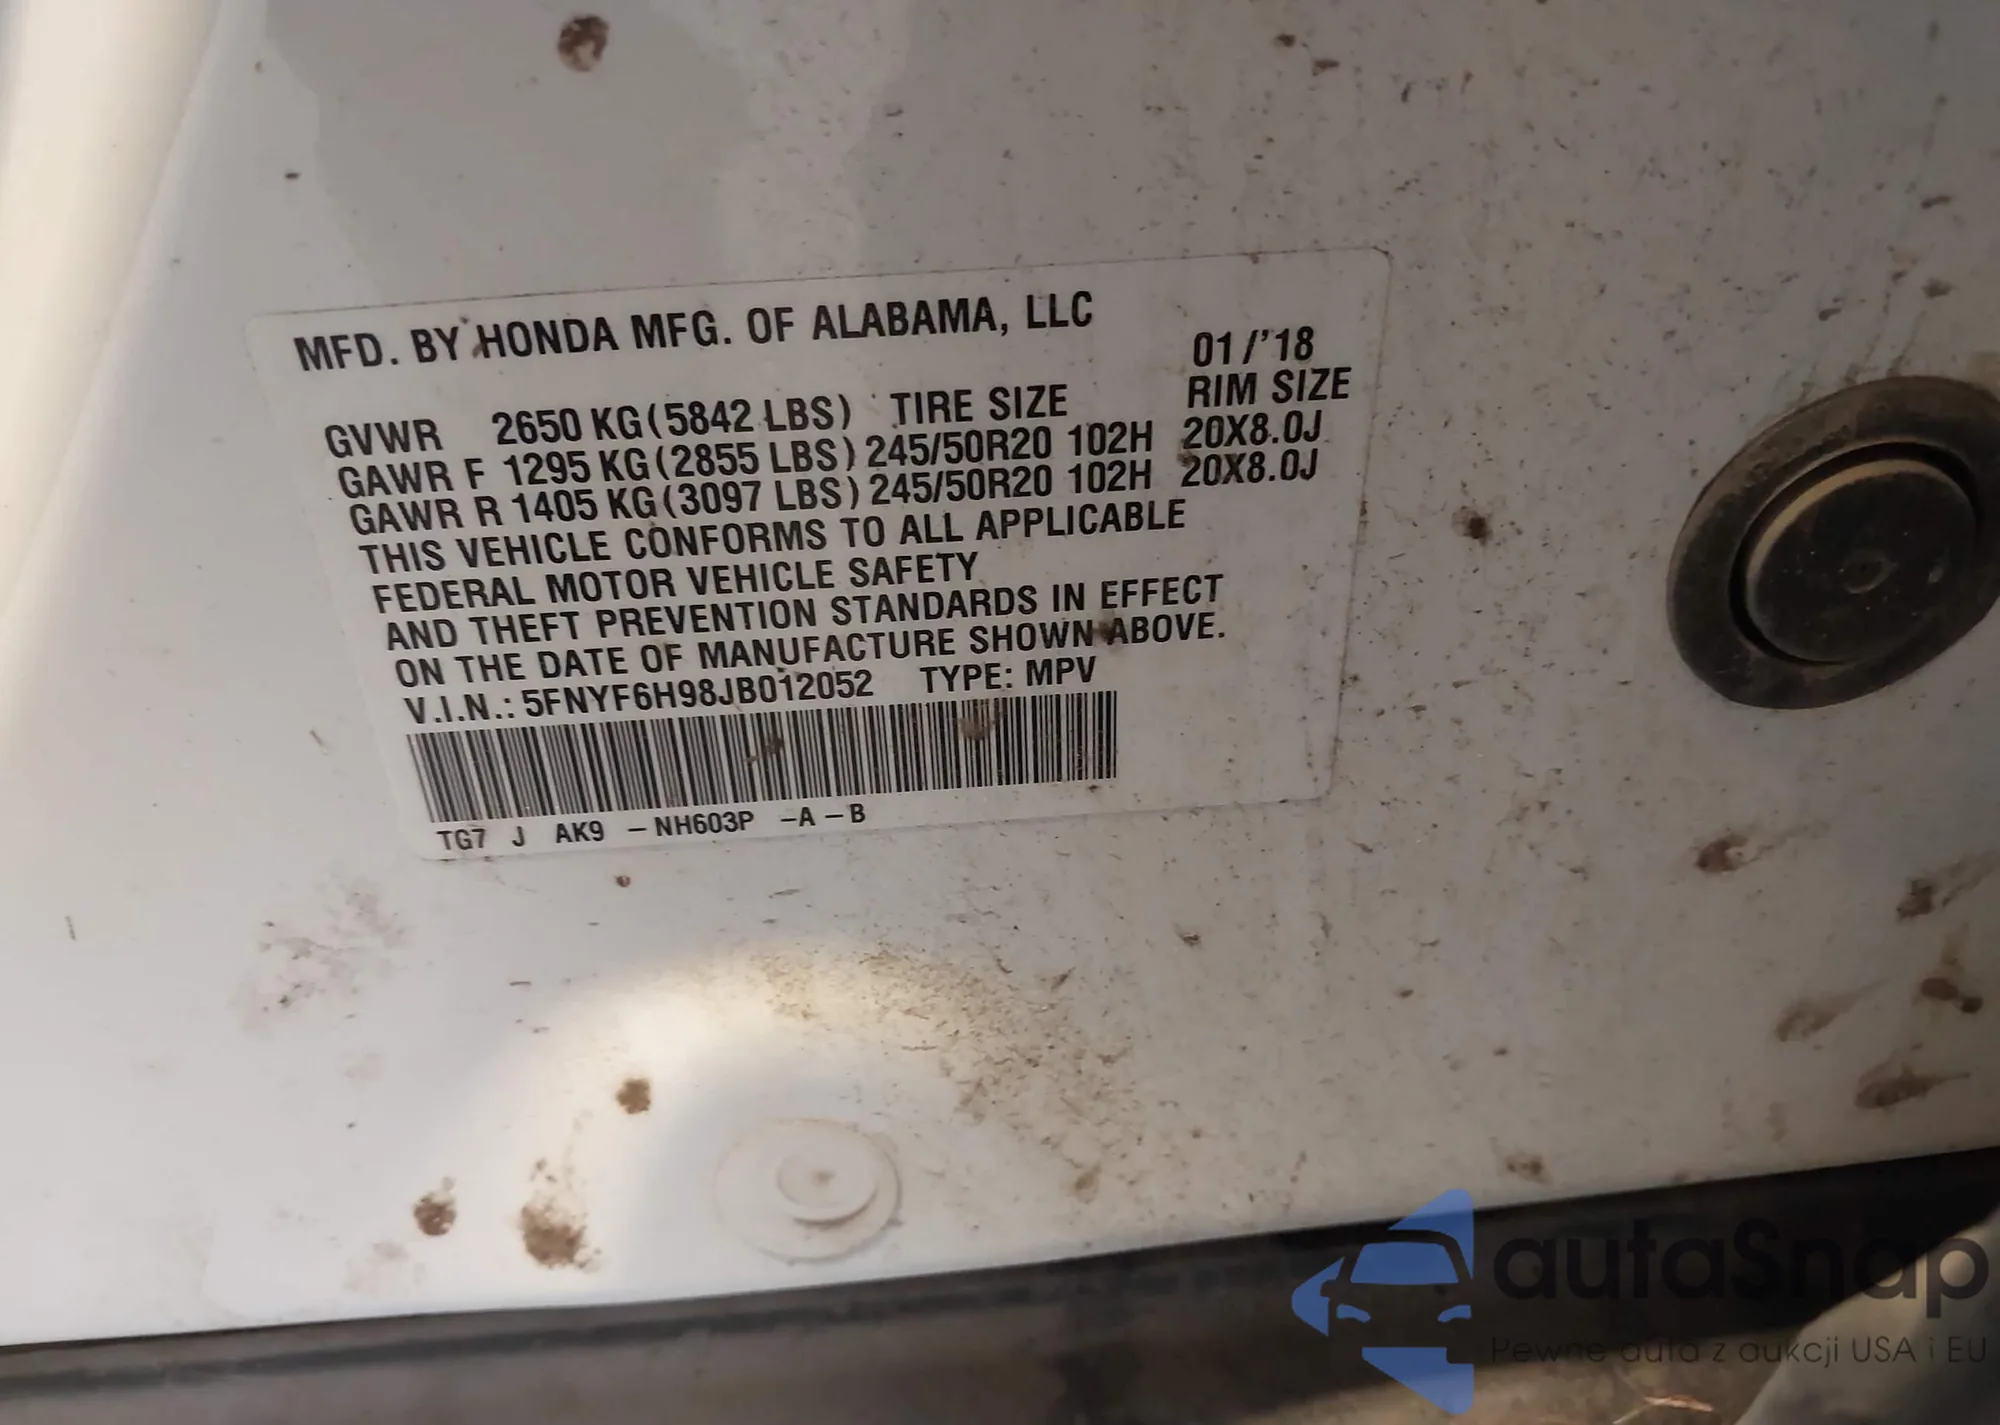 MFD. BY HONDA MFG. OF ALABAMA, LLC
01/'18
GVWR 2650 KG (5842 LBS) TIRE SIZE RIM SIZE
GAWR F 1295 KG (2855 LBS) 245/50R20 102H 20X8.0J
GAWR R 1405 KG (3097 LBS) 245/50R20 102H 20X8.0J
THIS VEHICLE CONFORMS TO ALL APPLICABLE
FEDERAL MOTOR VEHICLE SAFETY
AND THEFT PREVENTION STANDARDS IN EFFECT
ON THE DATE OF MANUFACTURE SHOWN ABOVE.
V.I.N.: 5FNYF6H98JB012052 TYPE: MPV
TG7 J AK9 -NH603P -A-B
autaSnap
Pewne auta z aukcji USA i EU